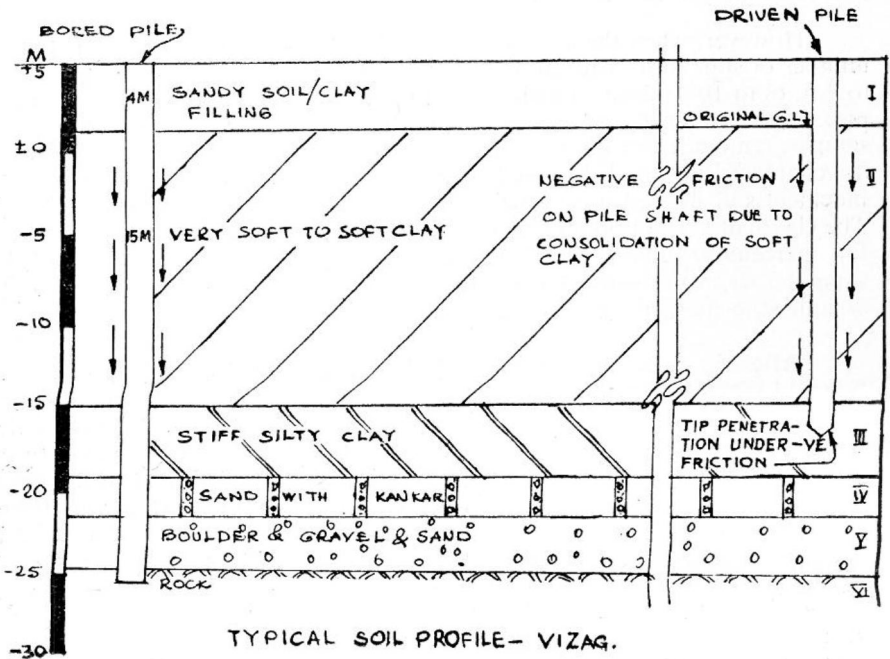 BORED PILE
DRIVEN PILE
M
+5
4M
SANDY SOIL/CLAY
FILLING
I
ORIGINAL G.L
±0
II
NEGATIVE FRICTION
ON PILE SHAFT DUE TO
CONSOLIDATION OF SOFT
CLAY
-5
15M
VERY SOFT TO SOFT CLAY
-10
-15
STIFF SILTY CLAY
TIP PENETRA-
TION UNDER -VE
FRICTION
III
-20
SAND WITH KANKAR
IV
BOULDER & GRAVEL & SAND
V
-25
ROCK
VI
-30
TYPICAL SOIL PROFILE - VIZAG.